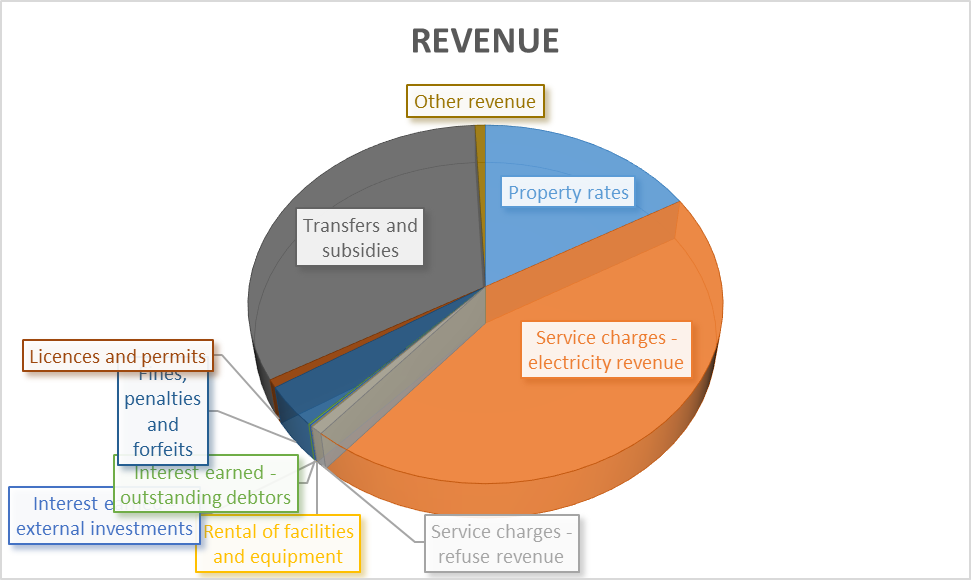 REVENUE
Other revenue
Property rates
Transfers and
subsidies
Service charges -
electricity revenue
Licences and permits
Fines,
penalties
and
forfeits
Interest earned -
outstanding debtors
Interest e
external investments
Rental of facilities
and equipment
Service charges -
refuse revenue